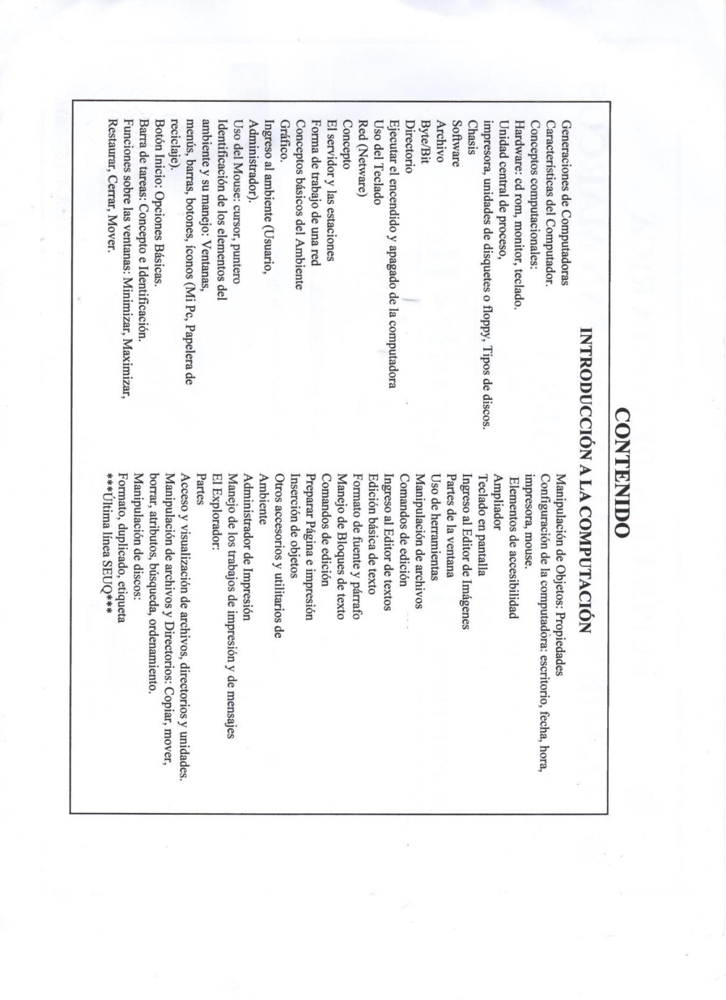 CONTENIDO
INTRODUCCIÓN A LA COMPUTACIÓN
Generaciones de Computadoras
Características del Computador.
Conceptos computacionales:
Hardware: cd rom, monitor, teclado.
Unidad central de proceso,
impresora, unidades de disquetes o floppy, Tipos de discos.
Chasis
Software
Archivo
Byte/Bit
Directorio
Ejecutar el encendido y apagado de la computadora
Uso del Teclado
Red (Netware)
Concepto
El servidor y las estaciones
Forma de trabajo de una red
Conceptos básicos del Ambiente
Gráfico.
Ingreso al ambiente (Usuario,
Administrador).
Uso del Mouse: cursor, puntero
Identificación de los elementos del
ambiente y su manejo: Ventanas,
menús, barras, botones, íconos (Mi Pc, Papelera de
reciclaje).
Botón Inicio: Opciones Básicas.
Barra de tareas: Concepto e Identificación.
Funciones sobre las ventanas: Minimizar, Maximizar,
Restaurar, Cerrar, Mover.
Manipulación de Objetos: Propiedades
Configuración de la computadora: escritorio, fecha, hora,
impresora, mouse.
Elementos de accesibilidad
Ampliador
Teclado en pantalla
Ingreso al Editor de Imágenes
Partes de la ventana
Uso de herramientas
Manipulación de archivos
Comandos de edición
Ingreso al Editor de textos
Edición básica de texto
Formato de fuente y párrafo
Manejo de Bloques de texto
Comandos de edición
Preparar Página e impresión
Inserción de objetos
Otros accesorios y utilitarios de
Ambiente
Administrador de Impresión
Manejo de los trabajos de impresión y de mensajes
El Explorador:
Partes
Acceso y visualización de archivos, directorios y unidades.
Manipulación de archivos y Directorios: Copiar, mover,
borrar, atributos, búsqueda, ordenamiento.
Manipulación de discos:
Formato, duplicado, etiqueta
***Última línea SEUQ***